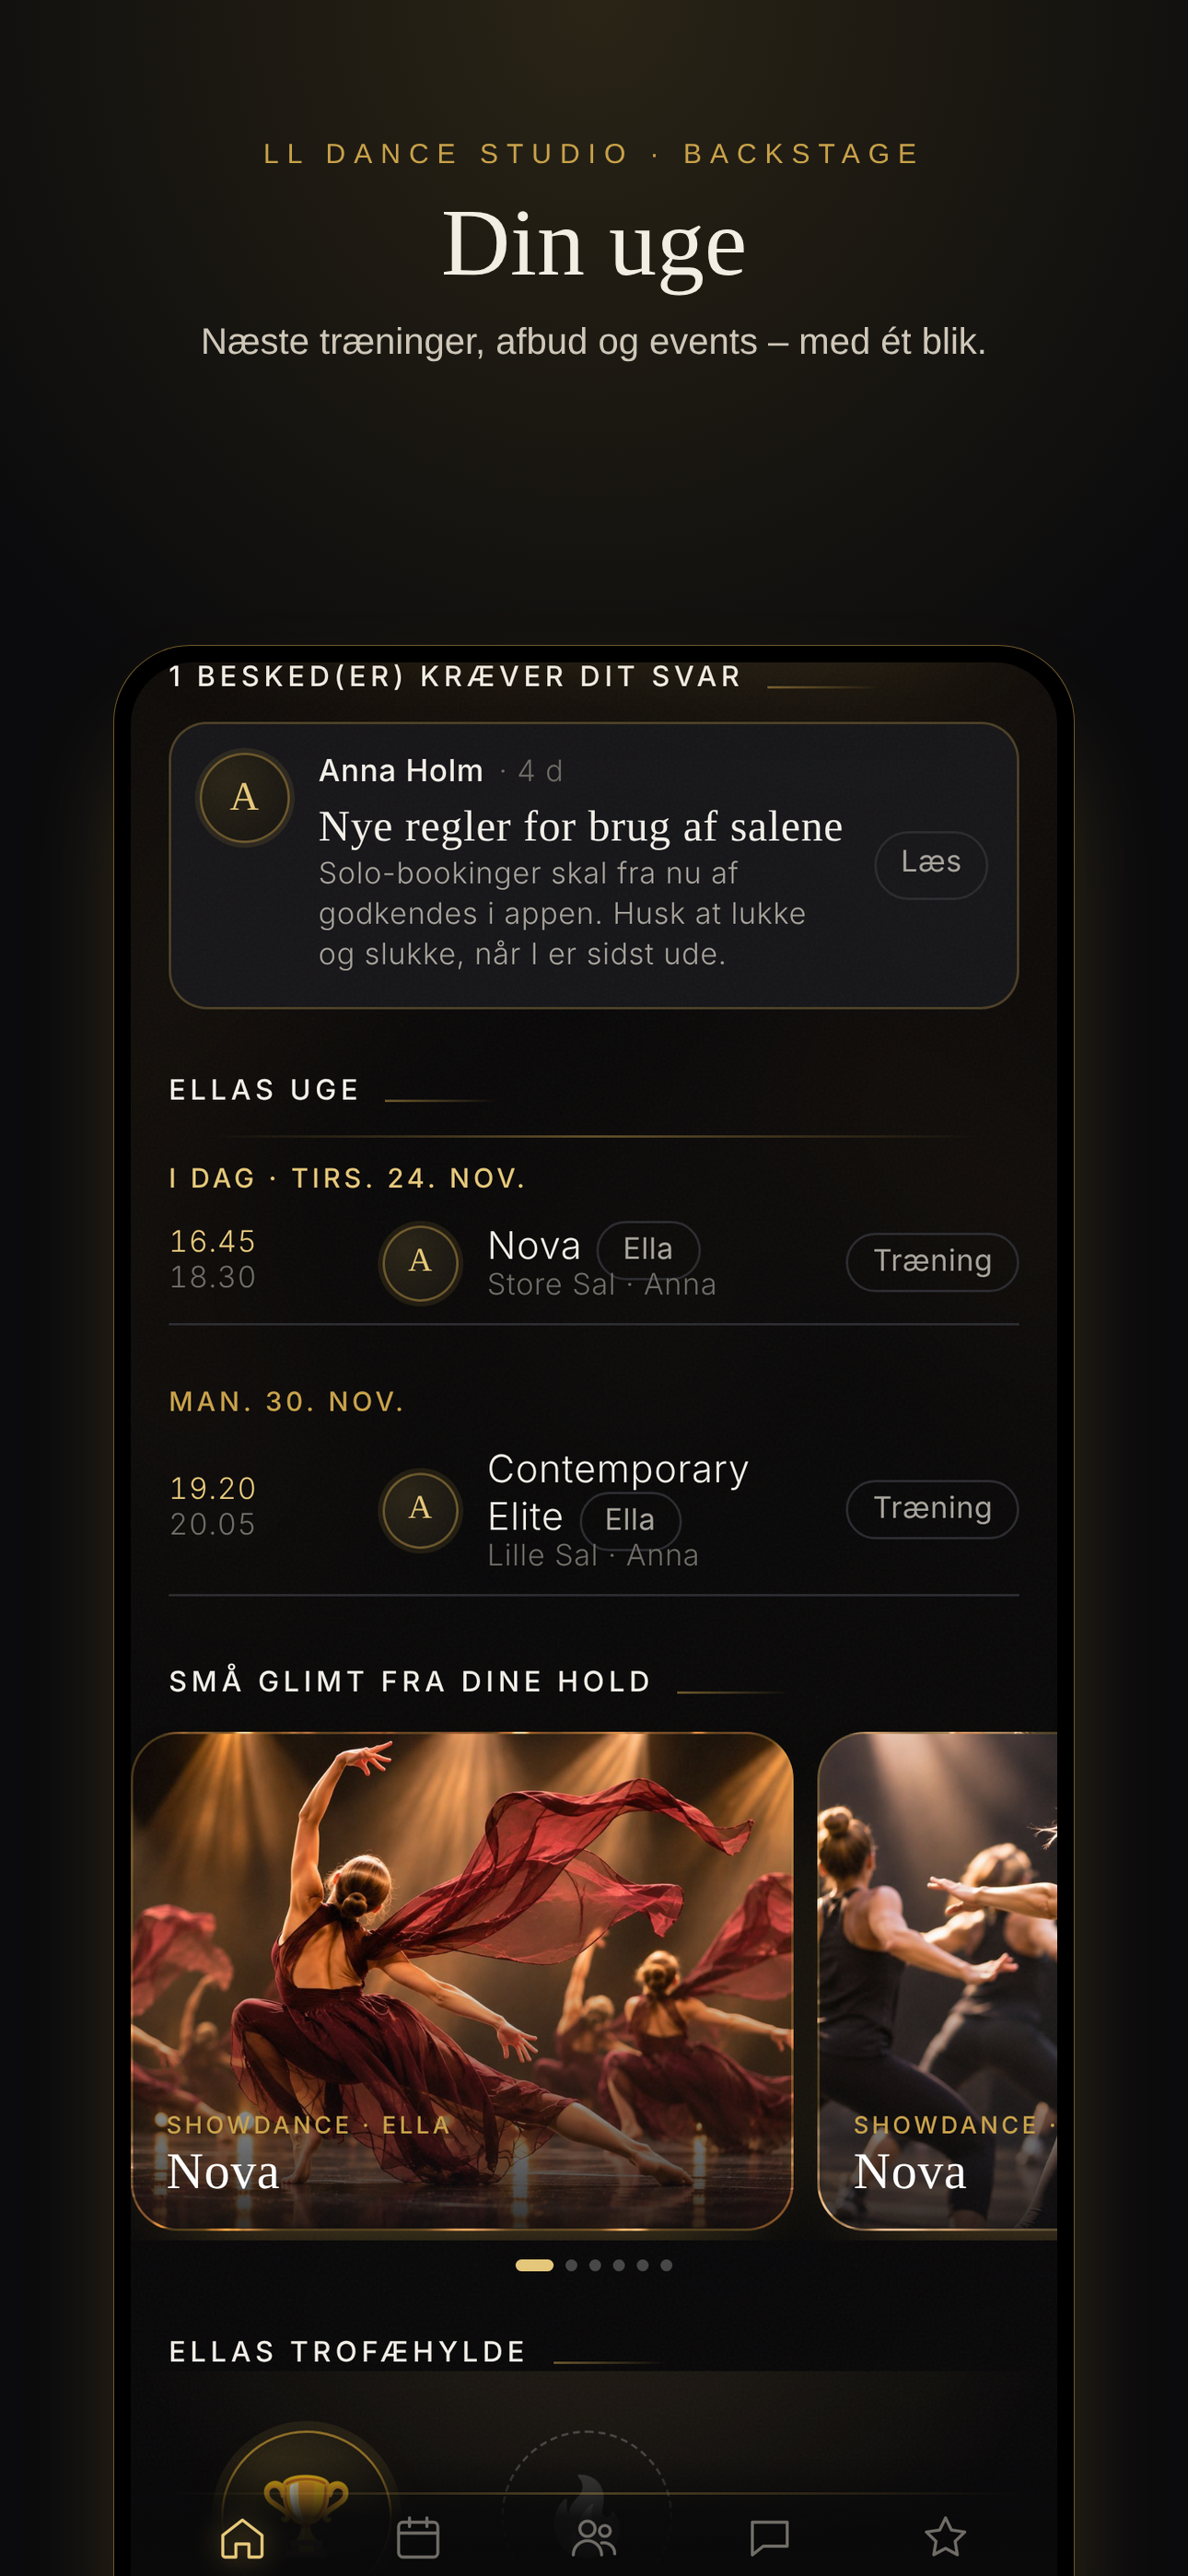 LL DANCE STUDIO · BACKSTAGE
Din uge
Næste træninger, afbud og events – med ét blik.
1 BESKED(ER) KRÆVER DIT SVAR
A
Anna Holm · 4 d
Nye regler for brug af salene
Solo-bookinger skal fra nu af
godkendes i appen. Husk at lukke
og slukke, når I er sidst ude.
Læs
ELLAS UGE
I DAG · TIRS. 24. NOV.
16.45
18.30
A
Nova Ella
Store Sal · Anna
Træning
MAN. 30. NOV.
19.20
20.05
A
Contemporary
Elite Ella
Lille Sal · Anna
Træning
SMÅ GLIMT FRA DINE HOLD
SHOWDANCE · ELLA
Nova
SHOWDANCE ·
Nova
ELLAS TROFÆHYLDE